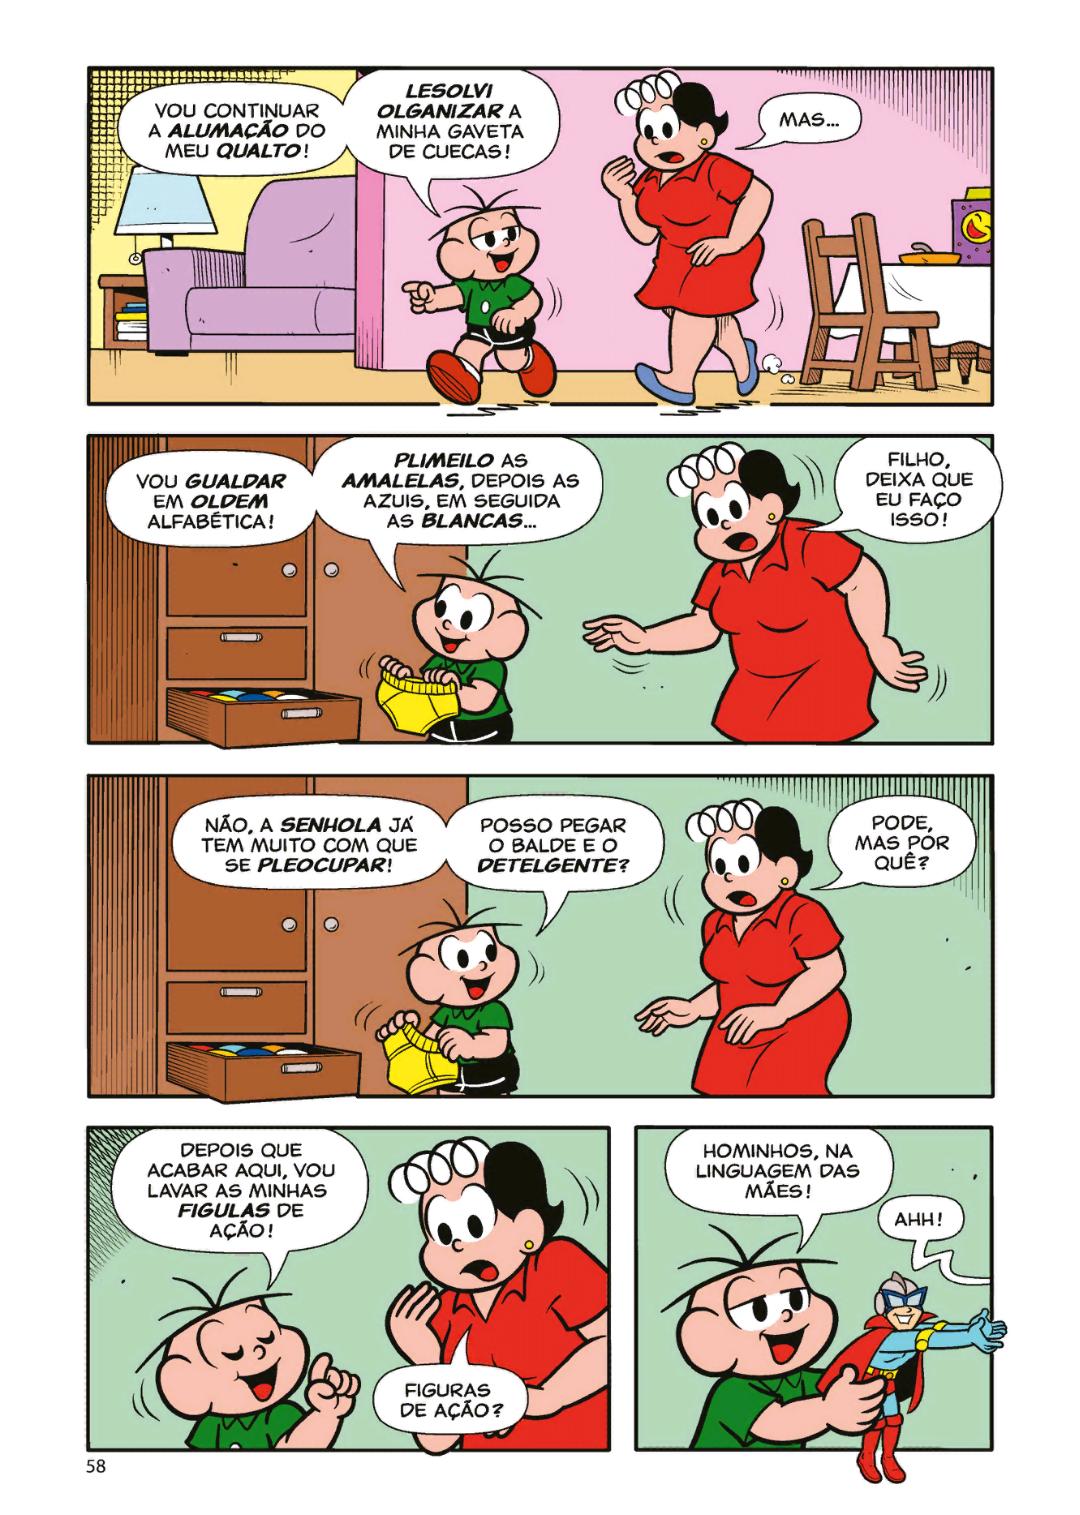 VOU CONTINUAR
A ALUMAÇÃO DO
MEU QUALTO!
LESOLVI
OLGANIZAR A
MINHA GAVETA
DE CUECAS!
MAS...
VOU GUALDAR
EM OLDEM
ALFABÉTICA!
PLIMEILO AS
AMALELAS, DEPOIS AS
AZUIS, EM SEGUIDA
AS BLANCAS...
FILHO,
DEIXA QUE
EU FAÇO
ISSO!
NÃO, A SENHOLA JÁ
TEM MUITO COM QUE
SE PLEOCUPAR!
POSSO PEGAR
O BALDE E O
DETELGENTE?
PODE,
MAS POR
QUÊ?
DEPOIS QUE
ACABAR AQUI, VOU
LAVAR AS MINHAS
FIGULAS DE
AÇÃO!
FIGURAS
DE AÇÃO?
HOMINHOS, NA
LINGUAGEM DAS
MÃES!
AHH!
58